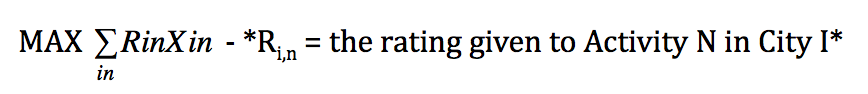 MAX ∑RinXin - *Ri,n = the rating given to Activity N in City I*
in